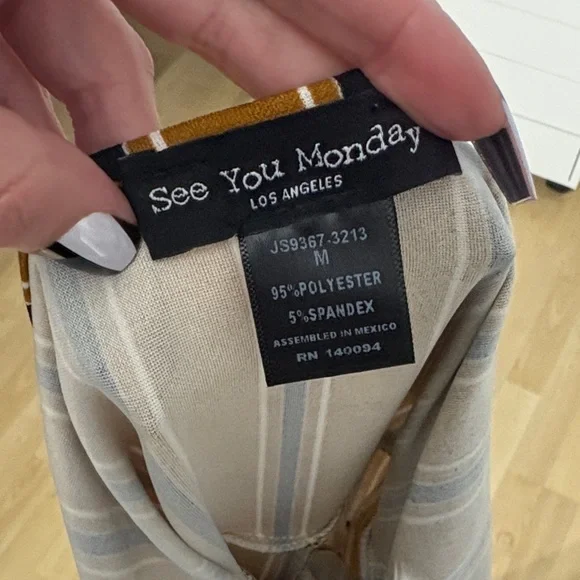 See You Monday
LOS ANGELES
JS9367-3213
M
95%POLYESTER
5%SPANDEX
ASSEMBLED IN MEXICO
RN 140094